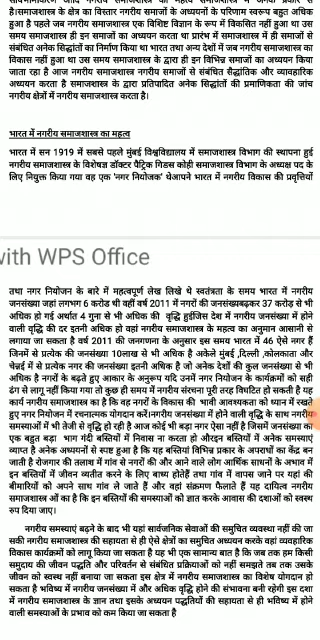 हुआ है पहले जब नगरीय समाजशास्त्र एक विशिष्ट विज्ञान के रूप में विकसित नहीं हुआ था उस
समय समाजशास्त्र ही इन समाजों का अध्ययन करता था प्रारंभ में समाजशास्त्र में ही समाजों से
संबंधित अनेक सिद्धांतों का निर्माण किया था भारत तथा अन्य देशों में जब नगरीय समाजशास्त्र का
विकास नहीं हुआ था उस समय समाजशास्त्र के द्वारा ही इन विभिन्न समाजों का अध्ययन किया
जाता रहा है आज नगरीय समाजशास्त्र नगरीय समाजों से संबंधित सैद्धांतिक और व्यावहारिक
अध्ययन करता है समाजशास्त्र के द्वारा प्रतिपादित अनेक सिद्धांतों की प्रमाणिकता की जांच
नगरीय क्षेत्रों में नगरीय समाजशास्त्र करता है।
भारत में नगरीय समाजशास्त्र का महत्व
भारत में सन 1919 में सबसे पहले मुंबई विश्वविद्यालय में समाजशास्त्र विभाग की स्थापना हुई
नगरीय समाजशास्त्र के विशेषज्ञ डॉक्टर पैट्रिक गिडस कोही समाजशास्त्र विभाग के अध्यक्ष पद के
लिए नियुक्त किया गया वह एक 'नगर नियोजक' थेआपने भारत में नगरीय विकास की प्रवृत्तियों
with WPS Office
तथा नगर नियोजन के बारे में महत्वपूर्ण लेख लिखे थे स्वतंत्रता के समय भारत में नगरीय
जनसंख्या जहां लगभग 6 करोड थी वहीं वर्ष 2011 में नगरों की जनसंख्याबढ़कर 37 करोड़ से भी
अधिक हो गई अर्थात 4 गुना से भी अधिक की वृद्धि हुईजिस देश में नगरीय जनसंख्या में होने
वाली वृद्धि की दर इतनी अधिक हो वहां नगरीय समाजशास्त्र के महत्व का अनुमान आसानी से
लगाया जा सकता है वर्ष 2011 की जनगणना के अनुसार इस समय भारत में 46 ऐसे नगर हैं
जिनमें से प्रत्येक की जनसंख्या 10लाख से भी अधिक है अकेले मुंबई ,दिल्ली ,कोलकाता और
चेन्नई में से प्रत्येक नगर की जनसंख्या इतनी अधिक है जो अनेक देशों की कुल जनसंख्या से भी
अधिक है नगरों के बढ़ते हुए आकार के अनुरूप यदि उनमें नगर नियोजन के कार्यक्रमों को सही
ढंग से लागू नहीं किया गया तो कुछ ही समय में नगरीय संरचना पूरी तरह विघटित हो सकती है यह
कार्य नगरीय समाजशास्त्र का है कि वह नगरों के विकास की भावी आवश्यकता को ध्यान में रखते
हुए नगर नियोजन में रचनात्मक योगदान करें।नगरीय जनसंख्या में होने वाली वृद्धि के साथ नगरीय
समस्याओं में भी तेजी से वृद्धि हो रही है आज कोई भी बड़ा नगर ऐसा नहीं है जिसमें जनसंख्या का
एक बहुत बड़ा भाग गंदी बस्तियों में निवास ना करता हो औरइन बस्तियों में अनेक समस्याएं
व्याप्त है अनेक अध्ययनों से स्पष्ट हुआ है कि यह बस्तियां विभिन्न प्रकार के अपराधों का केंद्र बन
जाती है रोजगार की तलाश में गांव से नगरों की और आने वाले लोग आर्थिक साधनों के अभाव में
इन बस्तियों में जीवन व्यतीत करने के लिए बाध्य होतेहैं तथा गांव में वापस जाने पर यहां की
बीमारियों को अपने साथ गांव ले जाते हैं और वहां संक्रमण फैलाते हैं यह दायित्व नगरीय
समाजशास्त्र ओं का है कि इन बस्तियों की समस्याओं को ज्ञात करके आवास की दशाओं को स्वस्थ
रुप दिया जाए।
नगरीय समस्याएं बढ़ने के बाद भी यहां सार्वजनिक सेवाओं की समुचित व्यवस्था नहीं की जा
सकी नगरीय समाजशास्त्र की सहायता से ही ऐसे क्षेत्रों का समुचित अध्ययन करके वहां व्यवहारिक
विकास कार्यक्रमों को लागू किया जा सकता है यह भी एक सामान्य बात है कि जब तक हम किसी
समुदाय की जीवन पद्धति और परिवर्तन से संबंधित प्रक्रियाओं को नहीं समझते तब तक उसके
जीवन को स्वस्थ नहीं बनाया जा सकता इस क्षेत्र में नगरीय समाजशास्त्र का विशेष योगदान हो
सकता है भविष्य में नगरीय जनसंख्या में और अधिक वृद्धि होने की संभावना बनी रहेगी इस दशा
में नगरीय समाजशास्त्र के ज्ञान तथा इसके अध्ययन पद्धतियों की सहायता से ही भविष्य में होने
वाली समस्याओं के प्रभाव को कम किया जा सकता है